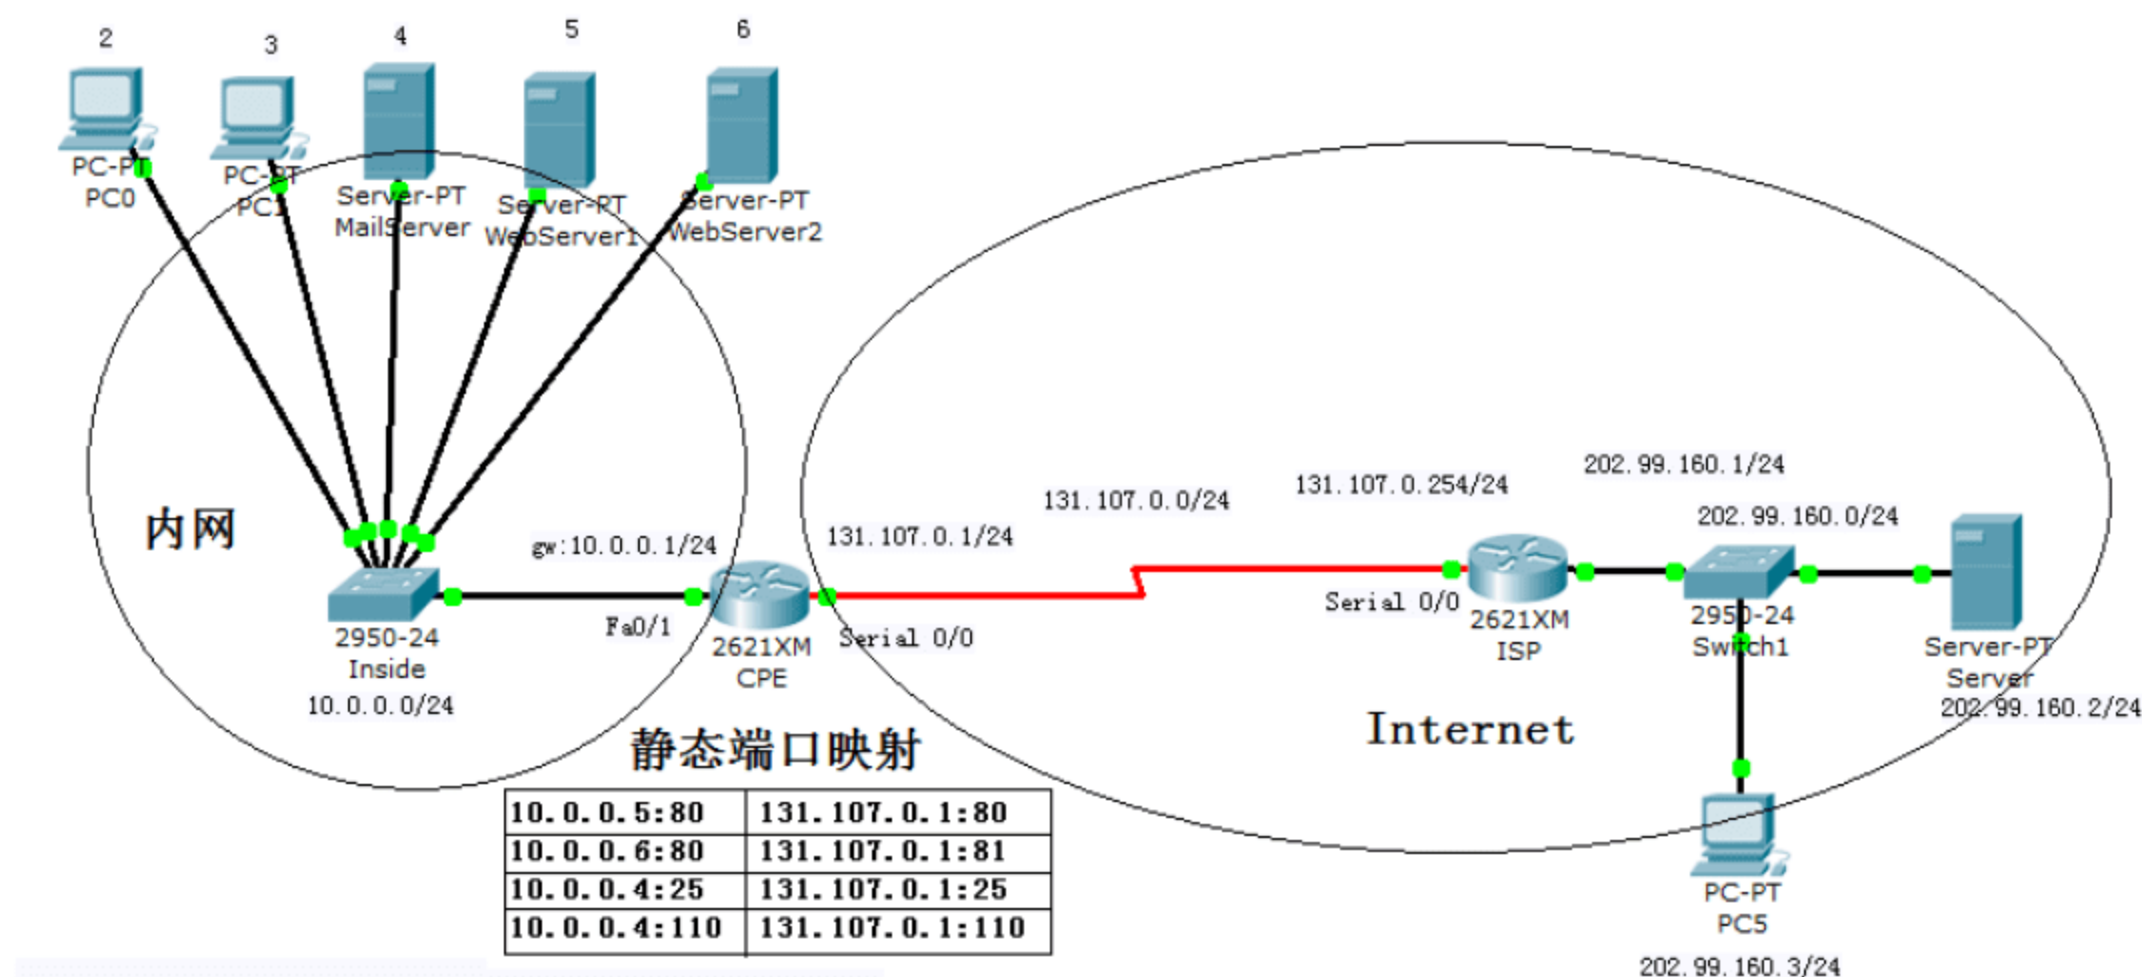 2
3
4
5
6
PC-PT
PC0
PC-PT
PC1
Server-PT
MailServer
Server-PT
WebServer1
Server-PT
WebServer2
内网
gw:10.0.0.1/24
131.107.0.1/24
131.107.0.0/24
131.107.0.254/24
202.99.160.1/24
202.99.160.0/24
Fa0/1
Serial 0/0
Serial 0/0
2950-24
Inside
10.0.0.0/24
2621XM
CPE
2621XM
ISP
2950-24
Switch1
Server-PT
Server
202.99.160.2/24
静态端口映射
Internet
10.0.0.5:80 131.107.0.1:80
10.0.0.6:80 131.107.0.1:81
10.0.0.4:25 131.107.0.1:25
10.0.0.4:110 131.107.0.1:110
PC-PT
PC5
202.99.160.3/24